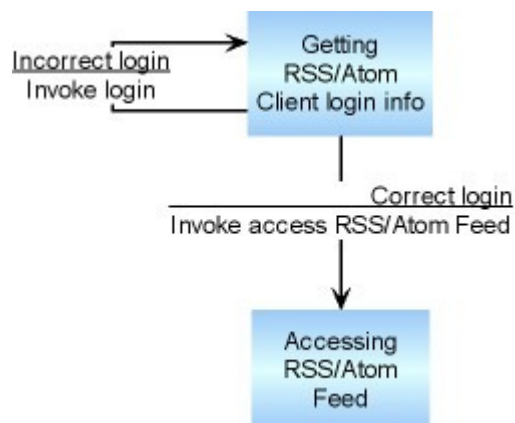 Getting
RSS/Atom
Client login info
Incorrect login
Invoke login
Correct login
Invoke access RSS/Atom Feed
Accessing
RSS/Atom
Feed